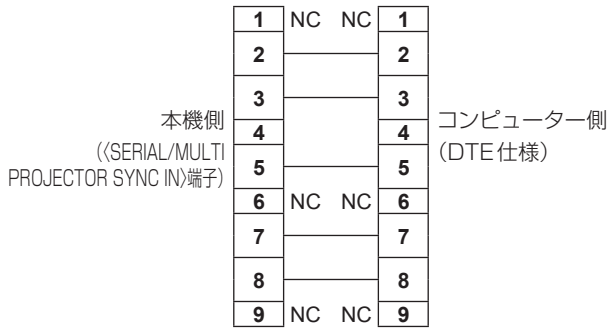 1 NC NC 1
2 2
3 3
本機側
4 4
コンピューター側
(〈SERIAL/MULTI
PROJECTOR SYNC IN〉端子)
(DTE仕様)
5 5
6 NC NC 6
7 7
8 8
9 NC NC 9